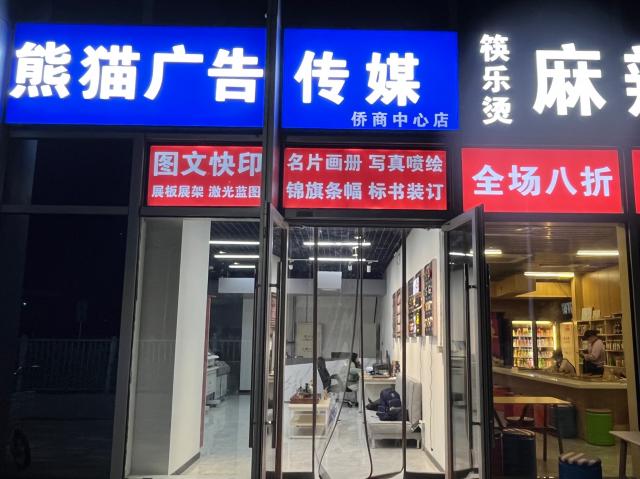 熊猫广告传媒
侨商中心店
图文快印
展板展架 激光蓝图
名片画册 写真喷绘
锦旗条幅 标书装订
筷乐烫
麻辣
全场八折